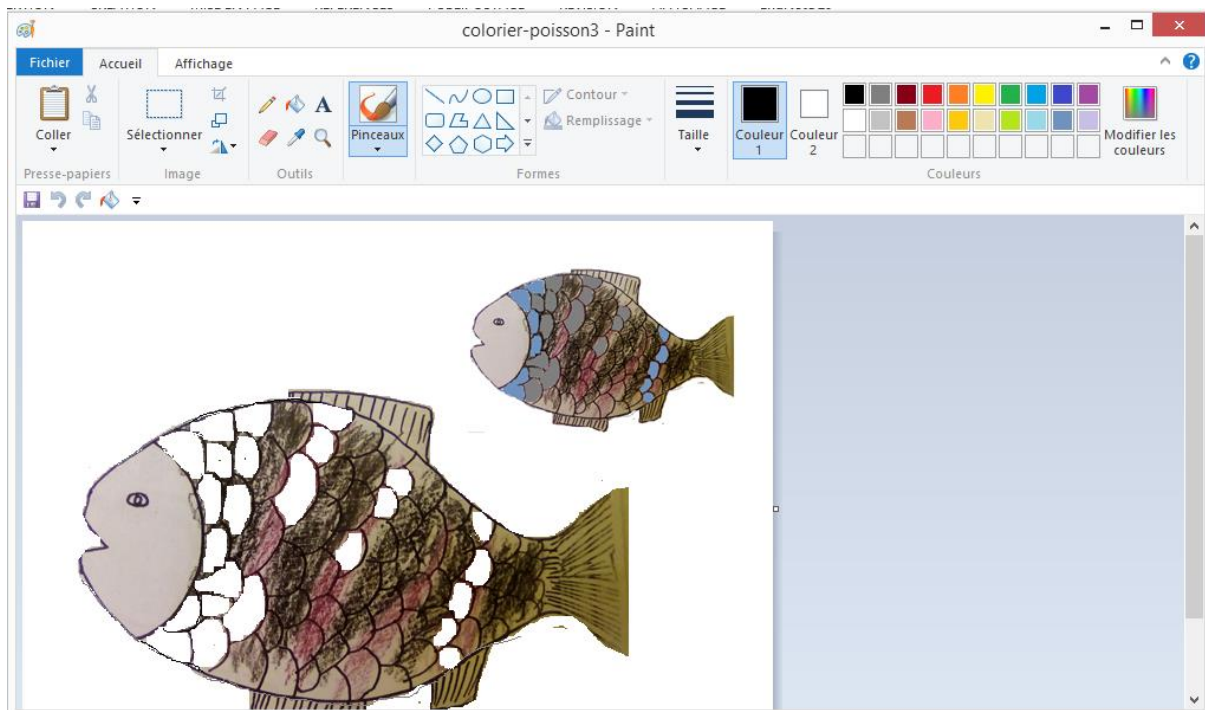 colorier-poisson3 - Paint
Fichier Accueil Affichage
A
Coller Sélectionner Pinceaux Contour Remplissage Taille Couleur 1 Couleur 2 Modifier les couleurs
Presse-papiers Image Outils Formes Couleurs